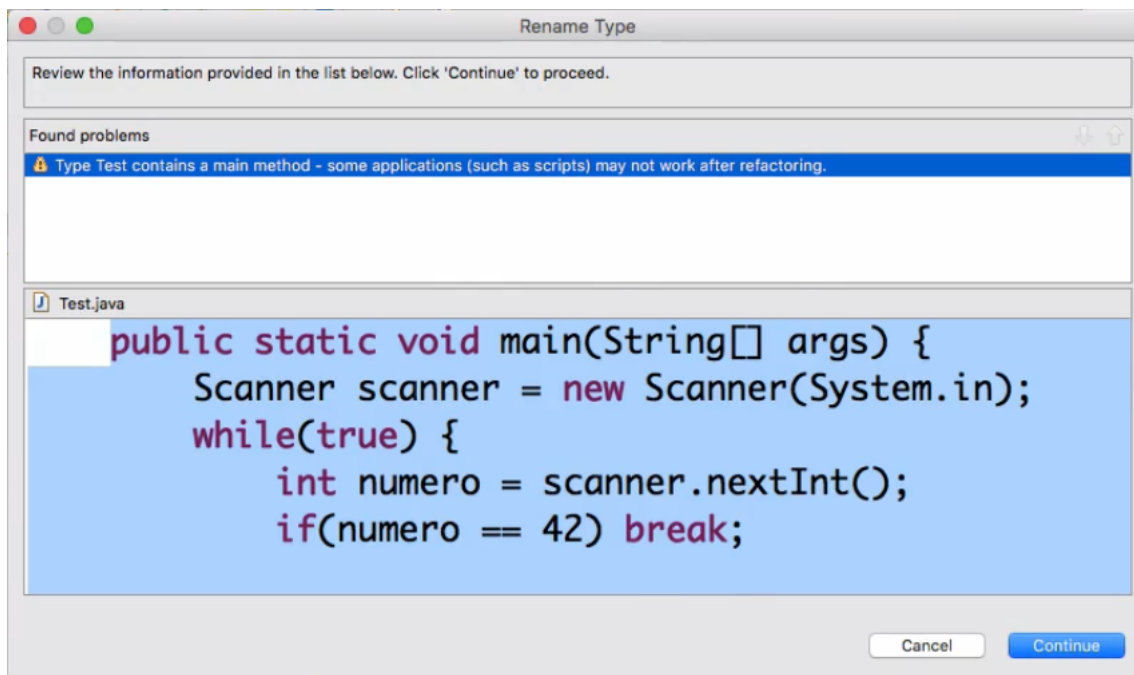 Rename Type
Review the information provided in the list below. Click 'Continue' to proceed.
Found problems
Type Test contains a main method - some applications (such as scripts) may not work after refactoring.
Test.java
public static void main(String[] args) {
Scanner scanner = new Scanner(System.in);
while(true) {
int numero = scanner.nextInt();
if(numero == 42) break;
Cancel
Continue